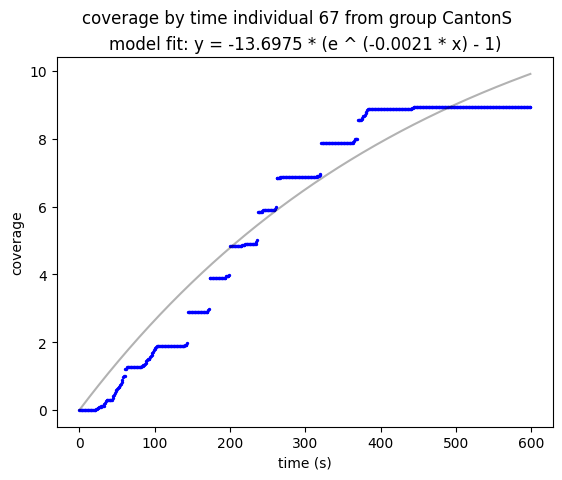 coverage by time individual 67 from group CantonS
model fit: y = -13.6975 * (e ^ (-0.0021 * x) - 1)
10
8
6
4
2
0
coverage
0 100 200 300 400 500 600
time (s)